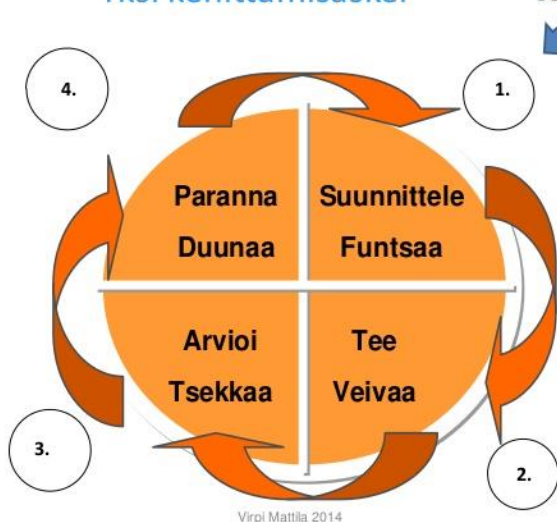 4.
1.
Paranna
Duunaa
Suunnittele
Funtsaa
Arvioi
Tsekkaa
Tee
Veivaa
3.
2.
Virpi Mattila 2014